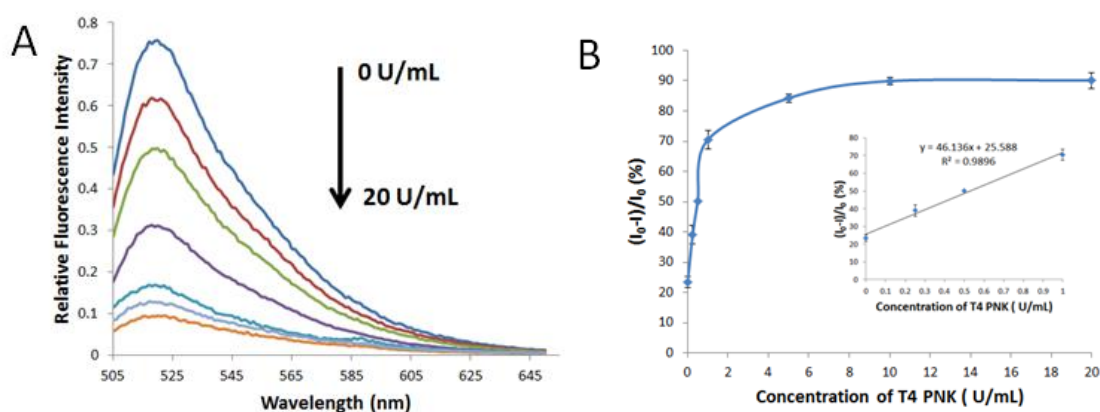 A
Relative Fluorescence Intensity
0.8
0.7
0.6
0.5
0.4
0.3
0.2
0.1
0
0 U/mL
20 U/mL
505 525 545 565 585 605 625 645
Wavelength (nm)
B
(I₀-I)/I₀ (%)
100
90
80
70
60
50
40
30
20
10
0
0 2 4 6 8 10 12 14 16 18 20
Concentration of T4 PNK ( U/mL)
(I₀-I)/I₀ (%)
80
70
60
50
40
30
20
10
0
y = 46.136x + 25.588
R² = 0.9896
0 0.1 0.2 0.3 0.4 0.5 0.6 0.7 0.8 0.9 1
Concentration of T4 PNK ( U/mL)